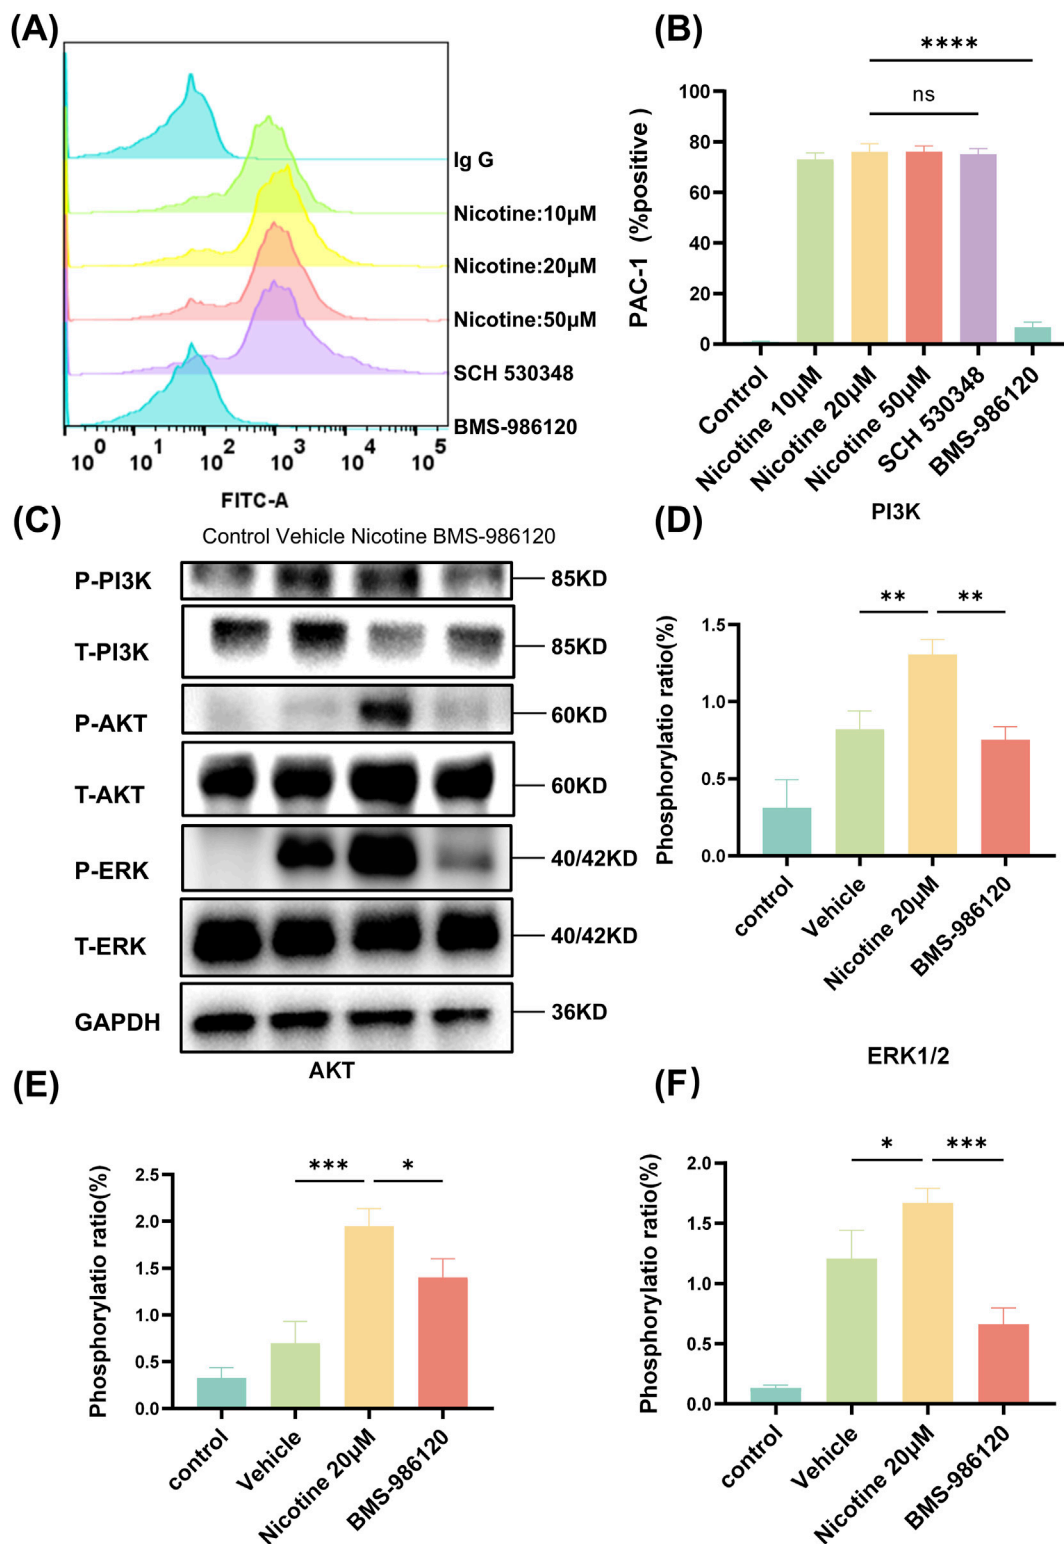 (A)
Ig G
Nicotine:10μM
Nicotine:20μM
Nicotine:50μM
SCH 530348
BMS-986120
10^0 10^1 10^2 10^3 10^4 10^5
FITC-A
(B)
****
ns
PAC-1 (%positive )
100
80
60
40
20
0
Control
Nicotine 10μM
Nicotine 20μM
Nicotine 50μM
SCH 530348
BMS-986120
(C)
Control Vehicle Nicotine BMS-986120
P-PI3K 85KD
T-PI3K 85KD
P-AKT 60KD
T-AKT 60KD
P-ERK 40/42KD
T-ERK 40/42KD
GAPDH 36KD
(D)
PI3K
** **
Phosphorylatio ratio(%)
1.5
1.0
0.5
0.0
control
Vehicle
Nicotine 20μM
BMS-986120
(E)
AKT
*** *
Phosphorylatio ratio(%)
2.5
2.0
1.5
1.0
0.5
0.0
control
Vehicle
Nicotine 20μM
BMS-986120
(F)
ERK1/2
* ***
Phosphorylatio ratio(%)
2.0
1.5
1.0
0.5
0.0
control
Vehicle
Nicotine 20μM
BMS-986120